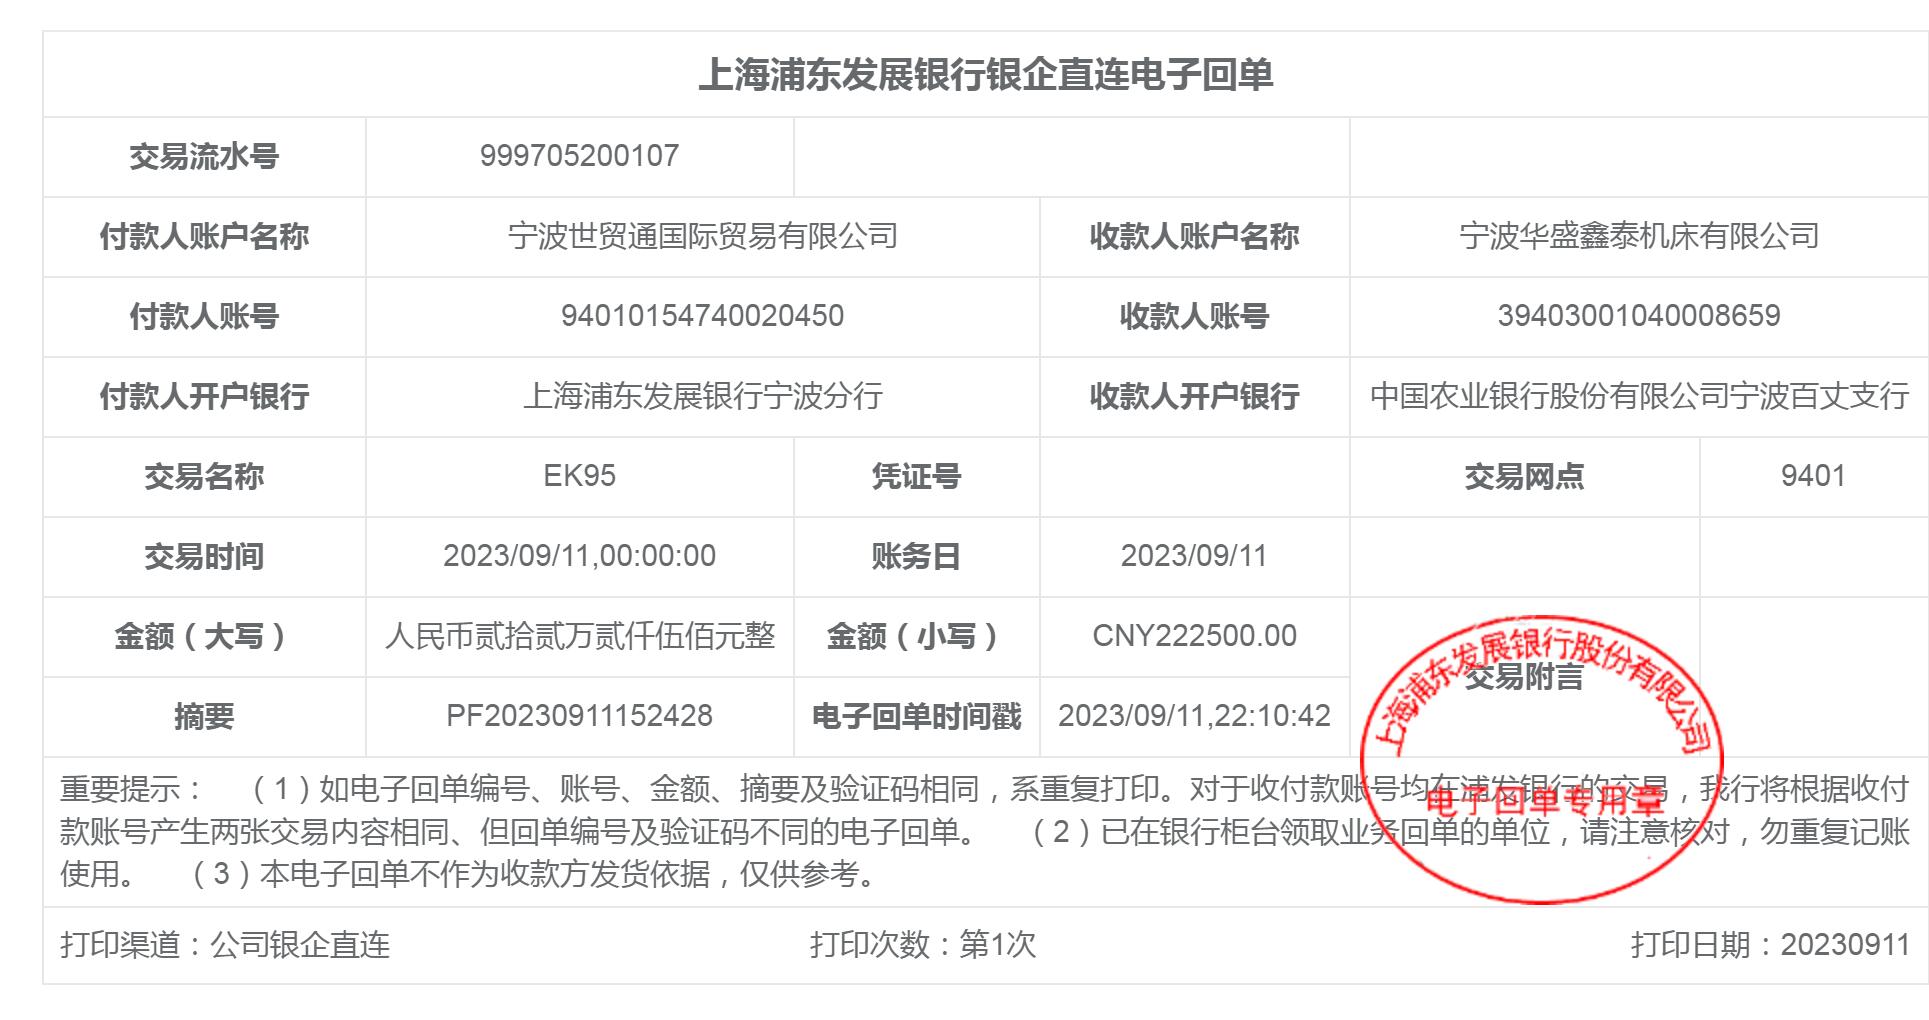 上海浦东发展银行银企直连电子回单
交易流水号 999705200107
付款人账户名称 宁波世贸通国际贸易有限公司 收款人账户名称 宁波华盛鑫泰机床有限公司
付款人账号 94010154740020450 收款人账号 39403001040008659
付款人开户银行 上海浦东发展银行宁波分行 收款人开户银行 中国农业银行股份有限公司宁波百丈支行
交易名称 EK95 凭证号 交易网点 9401
交易时间 2023/09/11,00:00:00 账务日 2023/09/11
金额（大写） 人民币贰拾贰万贰仟伍佰元整 金额（小写） CNY222500.00
交易附言
摘要 PF20230911152428 电子回单时间戳 2023/09/11,22:10:42
上海浦东发展银行股份有限公司
电子回单专用章
重要提示： （1）如电子回单编号、账号、金额、摘要及验证码相同，系重复打印。对于收付款账号均在浦发银行的交易，我行将根据收付
款账号产生两张交易内容相同、但回单编号及验证码不同的电子回单。 （2）已在银行柜台领取业务回单的单位，请注意核对，勿重复记账
使用。 （3）本电子回单不作为收款方发货依据，仅供参考。
打印渠道：公司银企直连 打印次数：第1次 打印日期：20230911